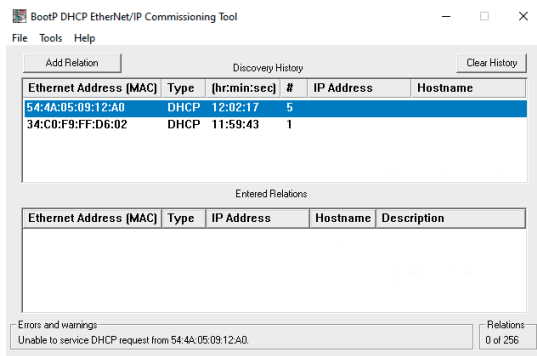 BootP DHCP EtherNet/IP Commissioning Tool
File Tools Help
Add Relation Discovery History Clear History
Ethernet Address (MAC) Type (hr:min:sec) # IP Address Hostname
54:4A:05:09:12:A0 DHCP 12:02:17 5
34:C0:F9:FF:D6:02 DHCP 11:59:43 1
Entered Relations
Ethernet Address (MAC) Type IP Address Hostname Description
Errors and warnings Relations
Unable to service DHCP request from 54:4A:05:09:12:A0. 0 of 256